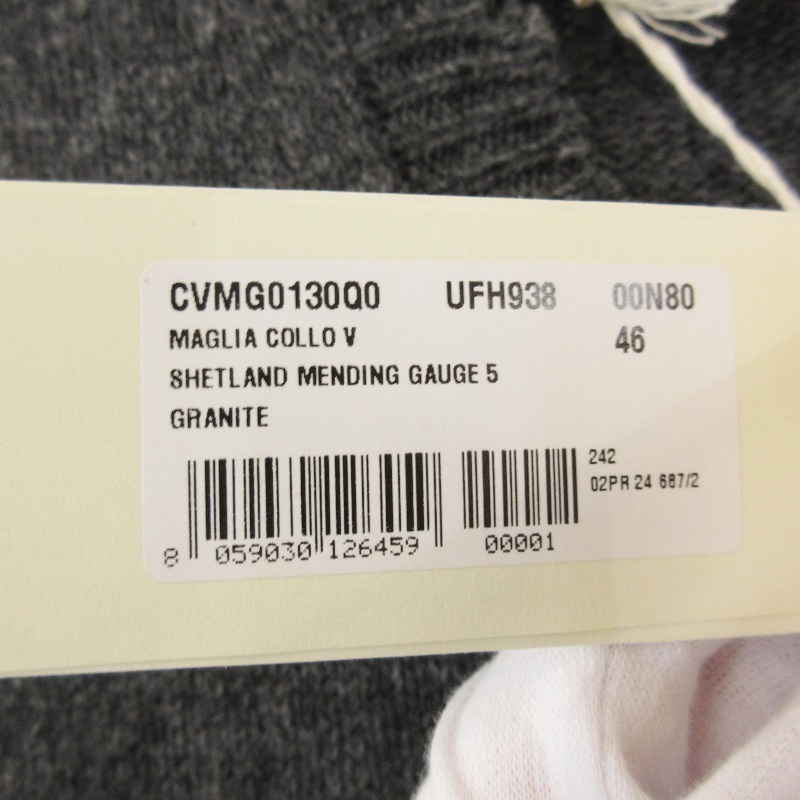 CVMG0130Q0 UFH938 00N80
MAGLIA COLLO V 46
SHETLAND MENDING GAUGE 5
GRANITE
242
02PR 24 687/2
8 059030 126459 00001